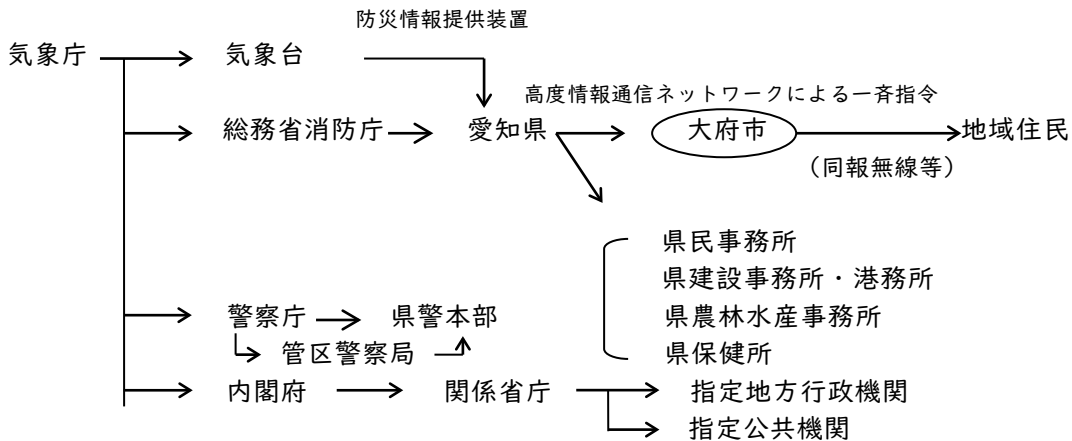 防災情報提供装置
気象庁 気象台
高度情報通信ネットワークによる一斉指令
総務省消防庁 愛知県 大府市 地域住民
(同報無線等)
県民事務所
県建設事務所・港務所
県農林水産事務所
県保健所
警察庁 県警本部
管区警察局
内閣府 関係省庁 指定地方行政機関
指定公共機関